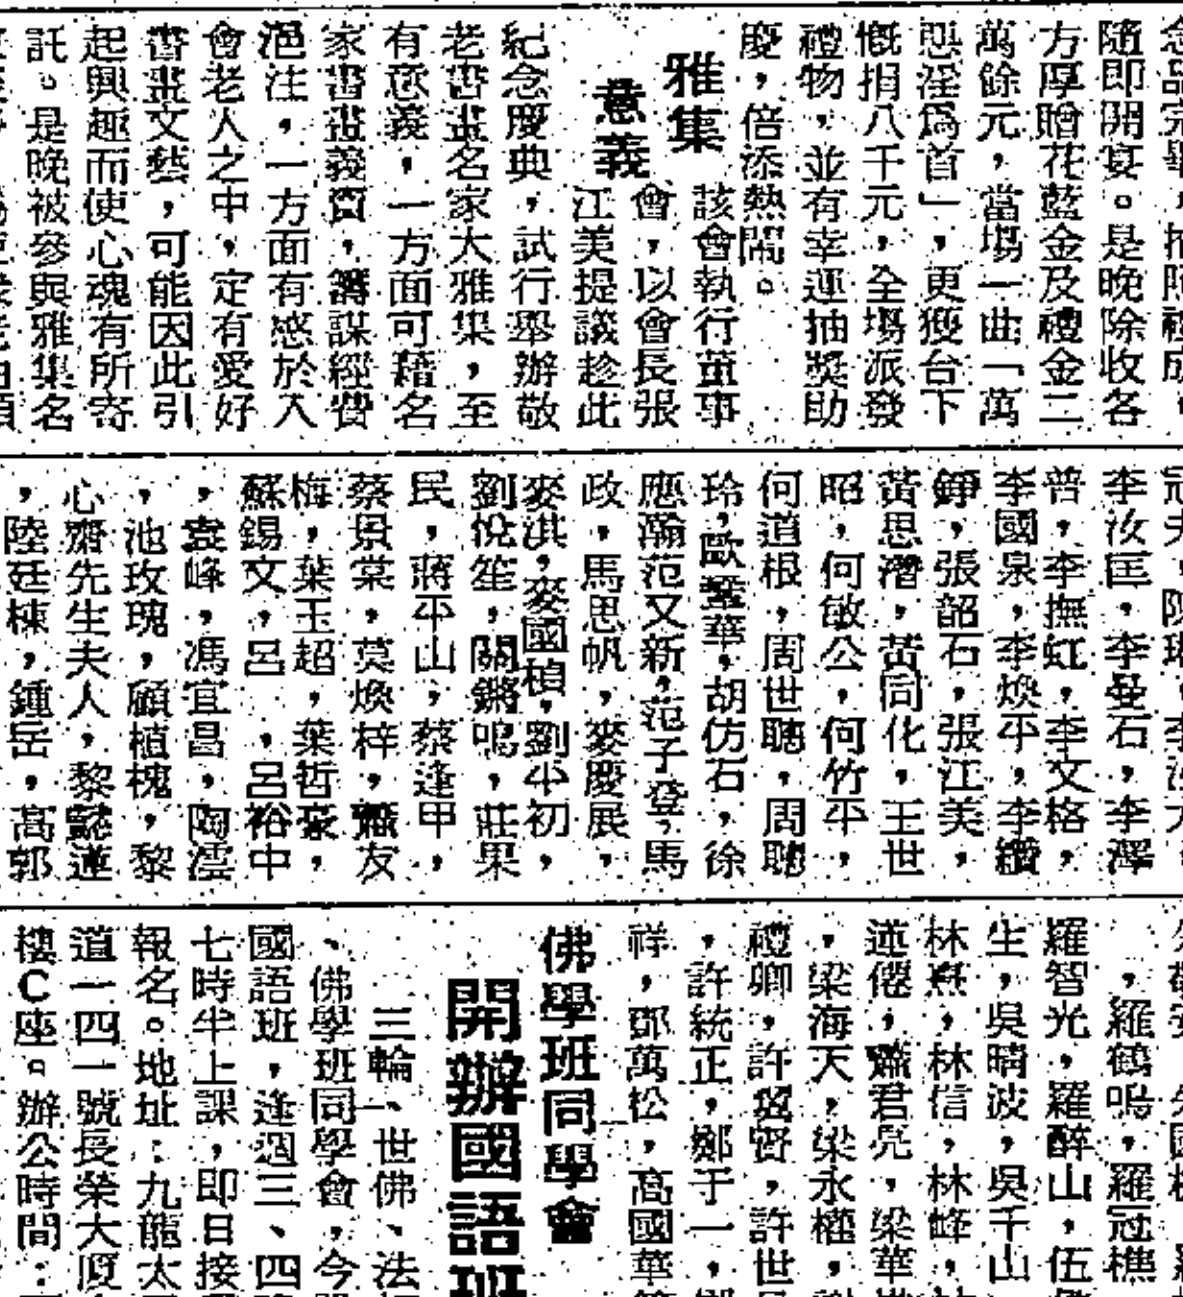 隨即開宴。是晚除收各
方厚贈花藍金及禮金二
萬餘元,當場一曲「萬
惡淫爲首」,更獲台下
慨捐八千元,全場派發
禮物,並有幸運抽獎助
慶,倍添熱鬧。
雅集
意義
該會執行董事
會,以會長張
江美提議趁此
紀念慶典,試行舉辦敬
老書畫名家大雅集,至
有意義,一方面可藉名
家書畫義賣,籌謀經費
浥注,一方面有感於入
會老人之中,定有愛好
書畫文藝,可能因此引
起興趣而使心魂有所寄
託。是晚被參與雅集名
李汝匡,李曼石,李澤
普,李撫虹,李文格,
李國泉,李煥平,李纘
錚,張韶石,張江美,
黃思潛,黃同化,王世
昭,何敏公,何竹平,
何道根,周世聰,周聰
玲,歐鑿華,胡仿石,徐
應瀚范又新,范子登,馬
政,馬思帆,麥慶展,
麥淇,麥國楨,劉半初,
劉悅笙,關鏘鳴,莊果
民,蔣平山,蔡逢甲,
蔡景棠,莫煥梓,蕭友
梅,葉玉超,葉哲豪,
蘇錫文,呂 ,呂裕中
,袁峰,馮宜昌,陶澐
,池玫瑰,顧植槐,黎
心齋先生夫人,黎懿蓮
,陸廷棟,鍾岳,高郭
,羅鶴鳴,羅冠樵
羅智光,羅醉山,伍
生,吳晴波,吳千山
林熹,林信,林峰,
述倦,蕭君亮,梁華
,梁海天,梁永權,
禮卿,許翼賢,許世
,許統正,鄭于一,
祥,鄧萬松,高國華
佛學班同學會
開辦國語班
三輪、世佛、法
、佛學班同學會,今
國語班,逢週三、四
七時半上課,即日接
報名。地址:九龍太
道一四一號長榮大廈
樓C座。辦公時間: